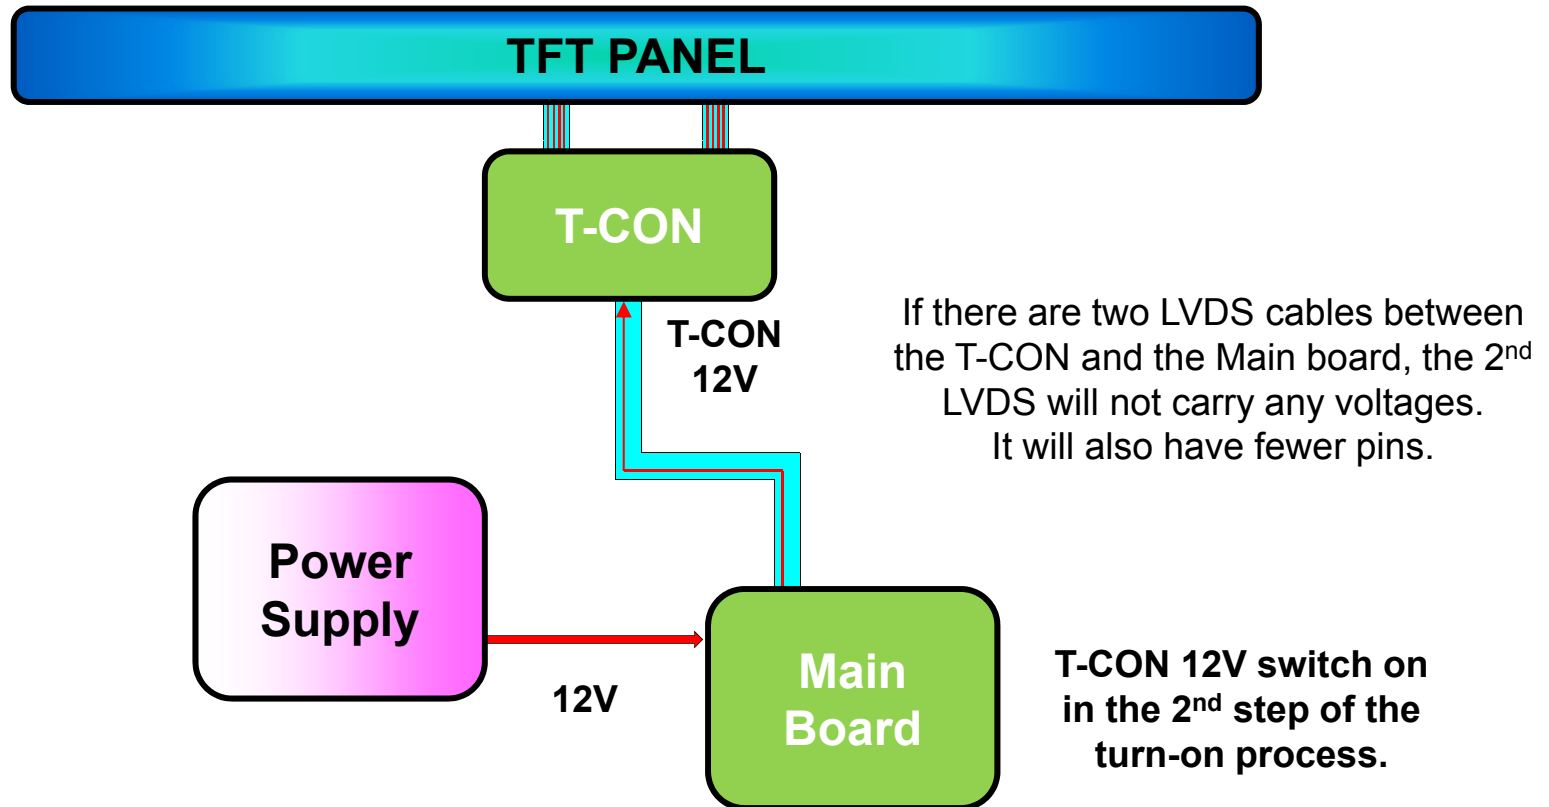 TFT PANEL
T-CON
T-CON
12V
If there are two LVDS cables between
the T-CON and the Main board, the 2nd
LVDS will not carry any voltages.
It will also have fewer pins.
Power
Supply
12V
Main
Board
T-CON 12V switch on
in the 2nd step of the
turn-on process.